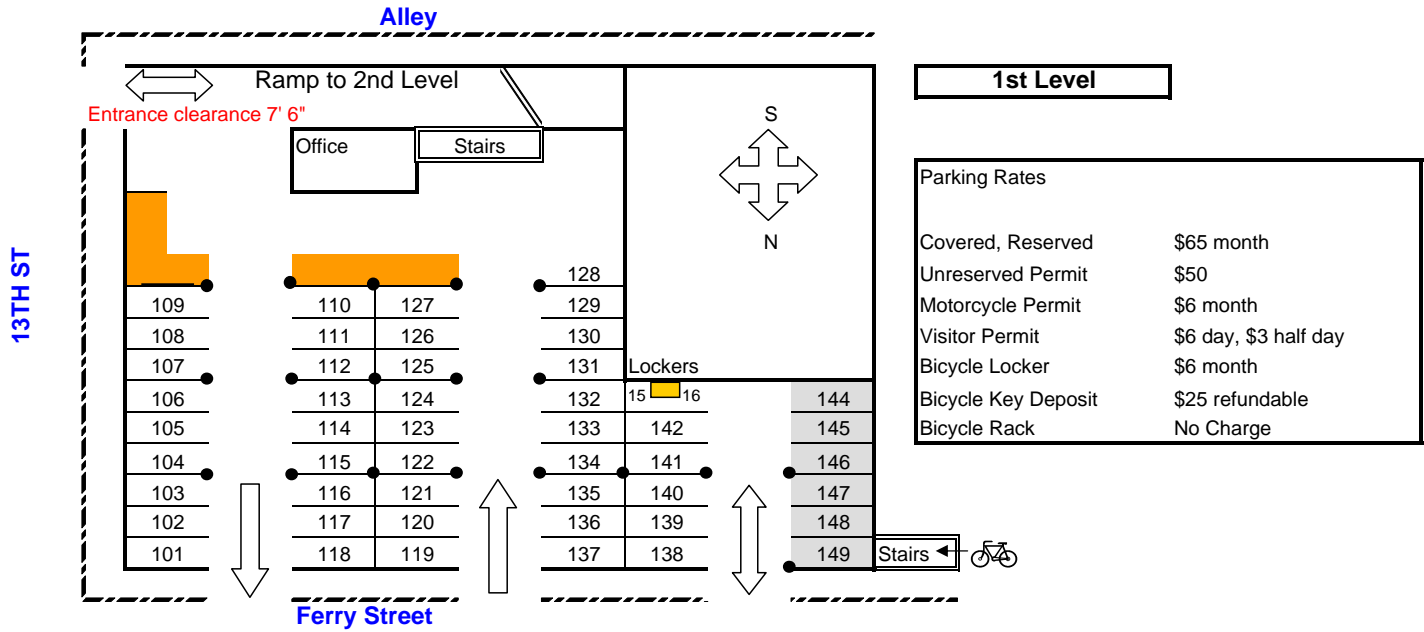 Alley
Ramp to 2nd Level
1st Level
Entrance clearance 7' 6"
S
Office
Stairs
Parking Rates
N
13TH ST
Covered, Reserved $65 month
Unreserved Permit $50
Motorcycle Permit $6 month
Visitor Permit $6 day, $3 half day
Bicycle Locker $6 month
Bicycle Key Deposit $25 refundable
Bicycle Rack No Charge
128
109 110 127 129
108 111 126 130
107 112 125 131 Lockers
106 113 124 132 15 16 144
105 114 123 133 142 145
104 115 122 134 141 146
103 116 121 135 140 147
102 117 120 136 139 148
101 118 119 137 138 149 Stairs
Ferry Street